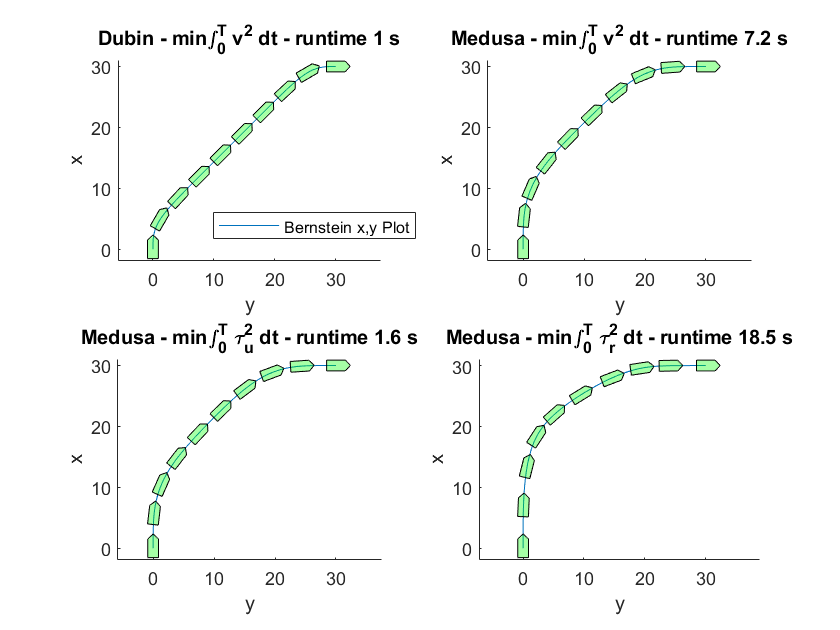 Dubin - min∫₀ᵀ v² dt - runtime 1 s
30
20
10
0
x
Bernstein x,y Plot
0 10 20 30
y
Medusa - min∫₀ᵀ v² dt - runtime 7.2 s
30
20
10
0
x
0 10 20 30
y
Medusa - min∫₀ᵀ τᵤ² dt - runtime 1.6 s
30
20
10
0
x
0 10 20 30
y
Medusa - min∫₀ᵀ τᵣ² dt - runtime 18.5 s
30
20
10
0
x
0 10 20 30
y